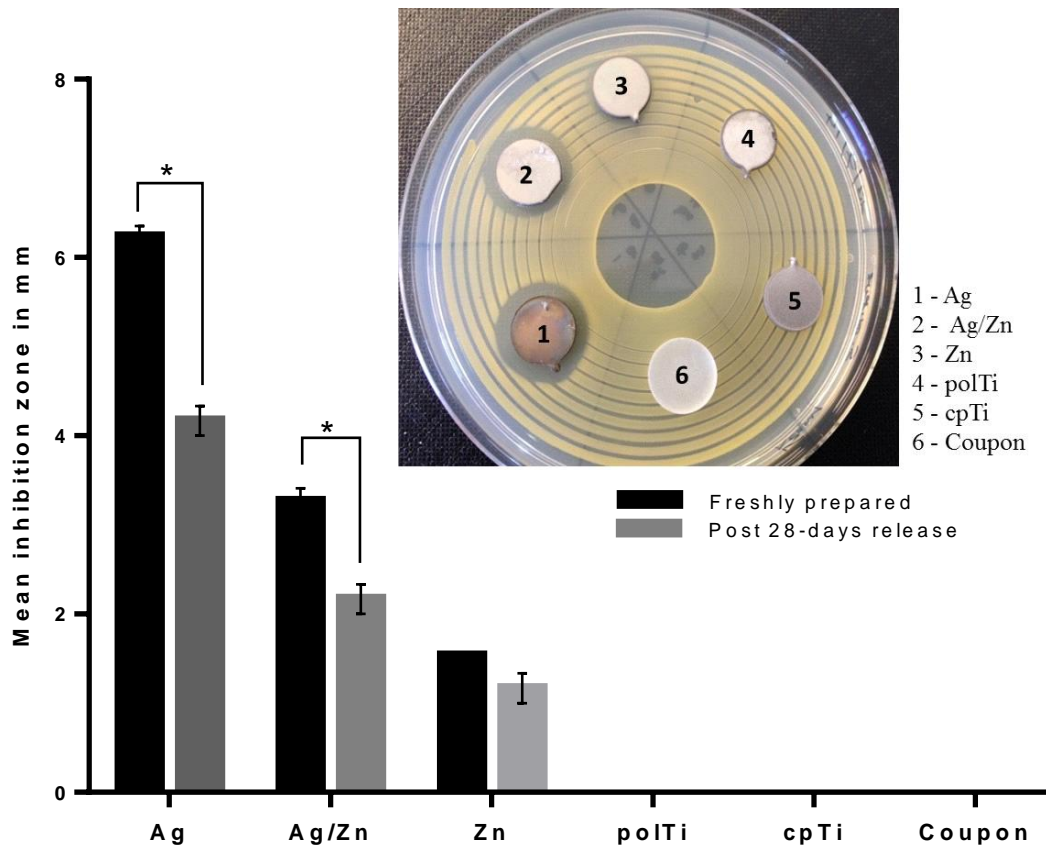 Mean inhibition zone in mm
8
6
4
2
0
*
*
Ag
Ag/Zn
Zn
polTi
cpTi
Coupon
3
4
2
5
1
6
1 - Ag
2 - Ag/Zn
3 - Zn
4 - polTi
5 - cpTi
6 - Coupon
Freshly prepared
Post 28-days release